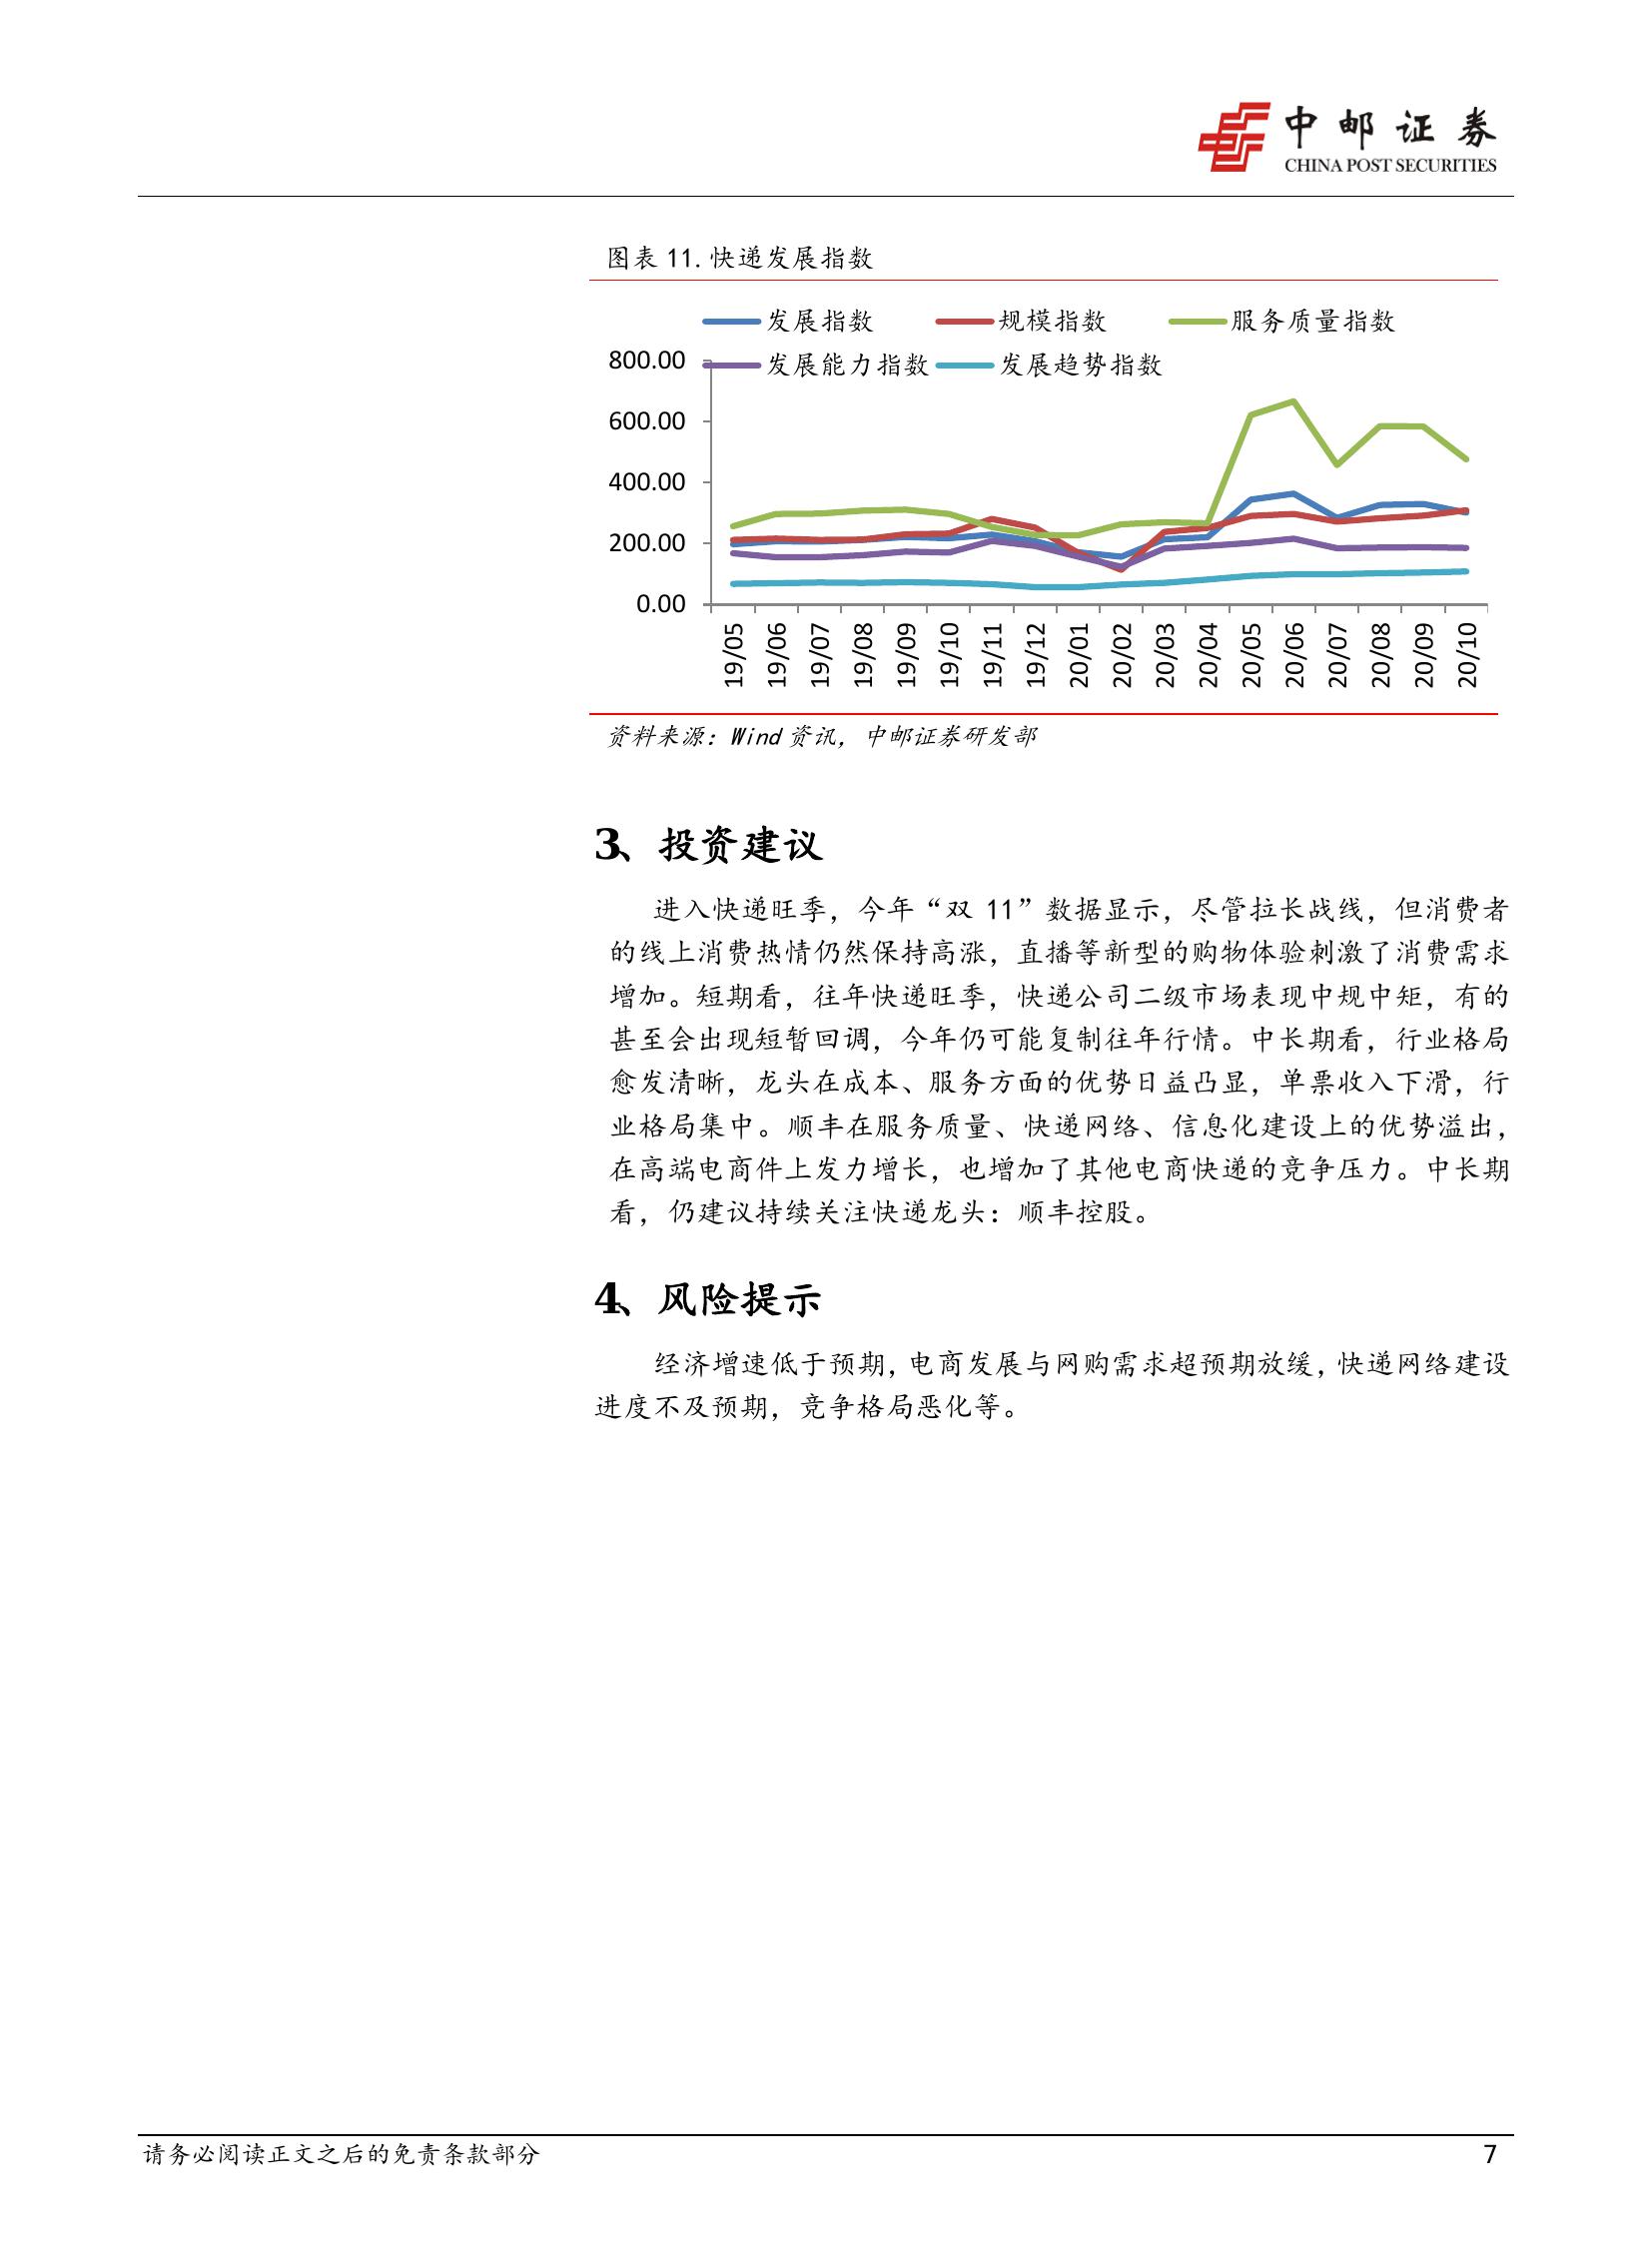 中邮证券
CHINA POST SECURITIES
图表 11.快递发展指数
发展指数 规模指数 服务质量指数
发展能力指数 发展趋势指数
800.00
600.00
400.00
200.00
0.00
19/05 19/06 19/07 19/08 19/09 19/10 19/11 19/12 20/01 20/02 20/03 20/04 20/05 20/06 20/07 20/08 20/09 20/10
资料来源：Wind 资讯，中邮证券研发部
3、投资建议
进入快递旺季，今年“双 11”数据显示，尽管拉长战线，但消费者
的线上消费热情仍然保持高涨，直播等新型的购物体验刺激了消费需求
增加。短期看，往年快递旺季，快递公司二级市场表现中规中矩，有的
甚至会出现短暂回调，今年仍可能复制往年行情。中长期看，行业格局
愈发清晰，龙头在成本、服务方面的优势日益凸显，单票收入下滑，行
业格局集中。顺丰在服务质量、快递网络、信息化建设上的优势溢出，
在高端电商件上发力增长，也增加了其他电商快递的竞争压力。中长期
看，仍建议持续关注快递龙头：顺丰控股。
4、风险提示
经济增速低于预期，电商发展与网购需求超预期放缓，快递网络建设
进度不及预期，竞争格局恶化等。
请务必阅读正文之后的免责条款部分 7